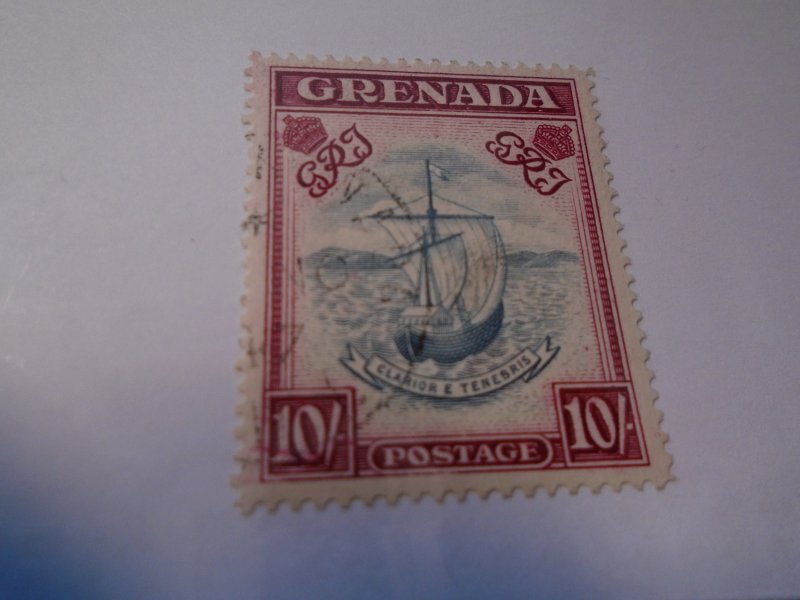 GRENADA
GRI GRI
CLARIOR E TENEBRIS
10/- 10/-
POSTAGE